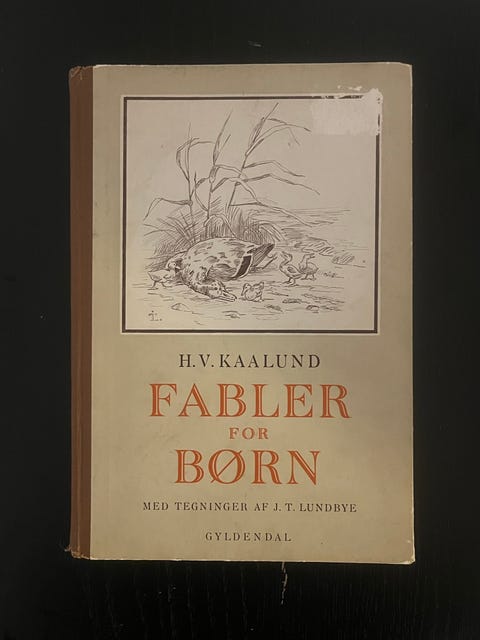 H.V. KAALUND
FABLER
FOR
BØRN
MED TEGNINGER AF J. T. LUNDBYE
GYLDENDAL